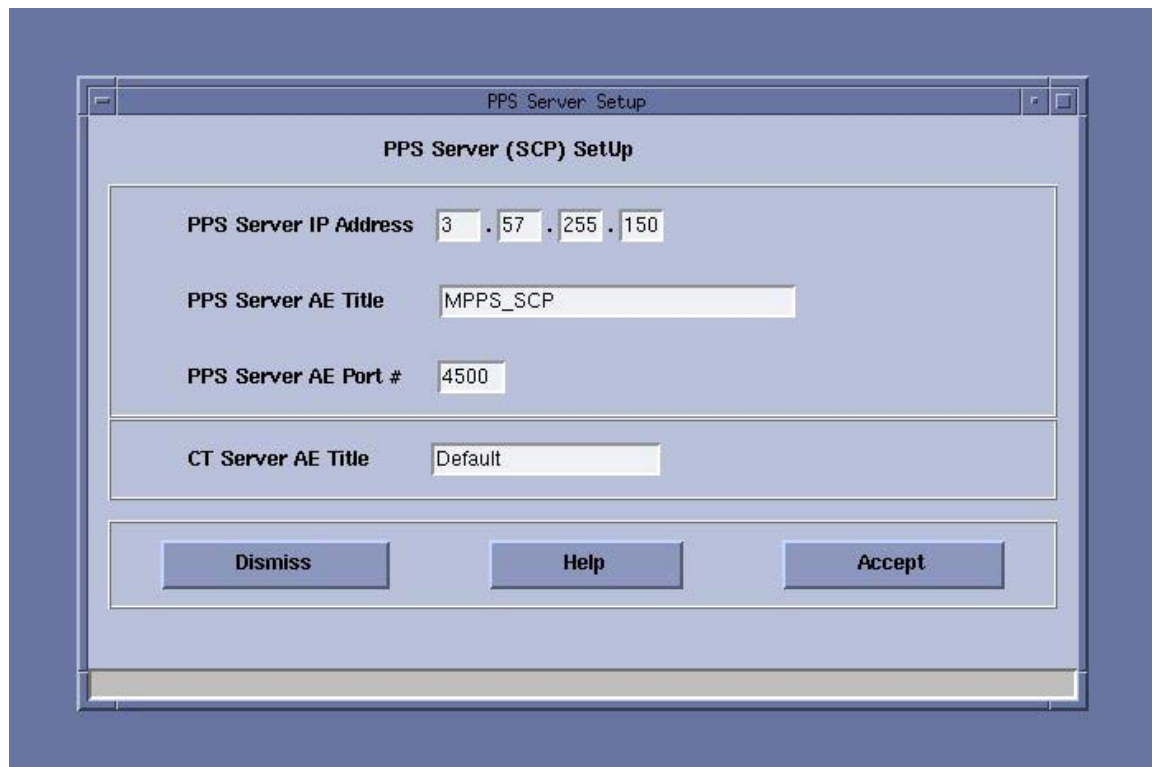 PPS Server Setup
PPS Server (SCP) SetUp
PPS Server IP Address 3 . 57 . 255 . 150
PPS Server AE Title MPPS_SCP
PPS Server AE Port # 4500
CT Server AE Title Default
Dismiss Help Accept